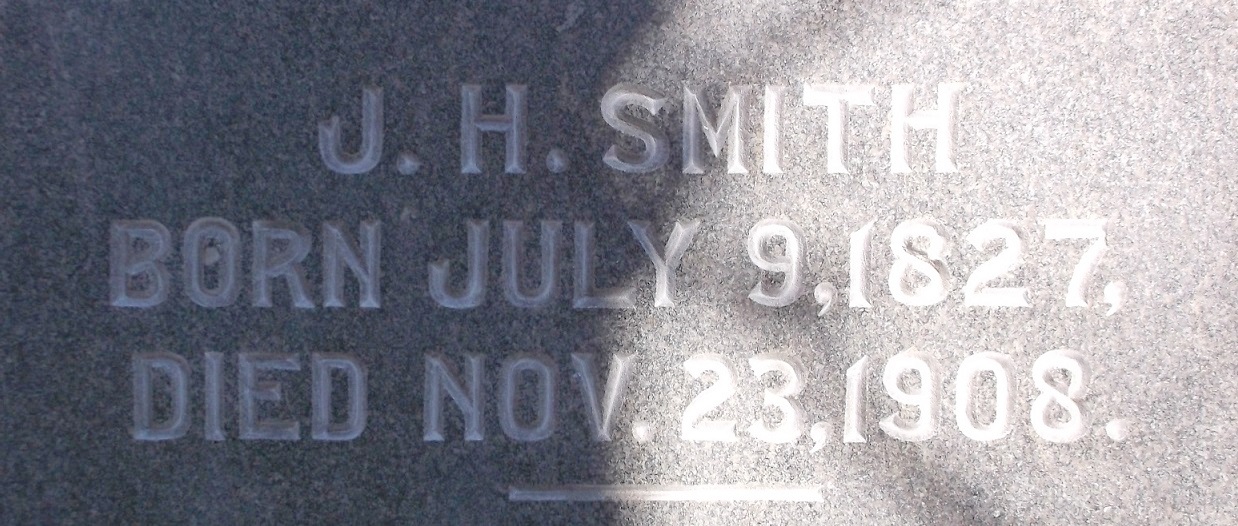 J. H. SMITH
BORN JULY 9,1827,
DIED NOV. 23,1908.